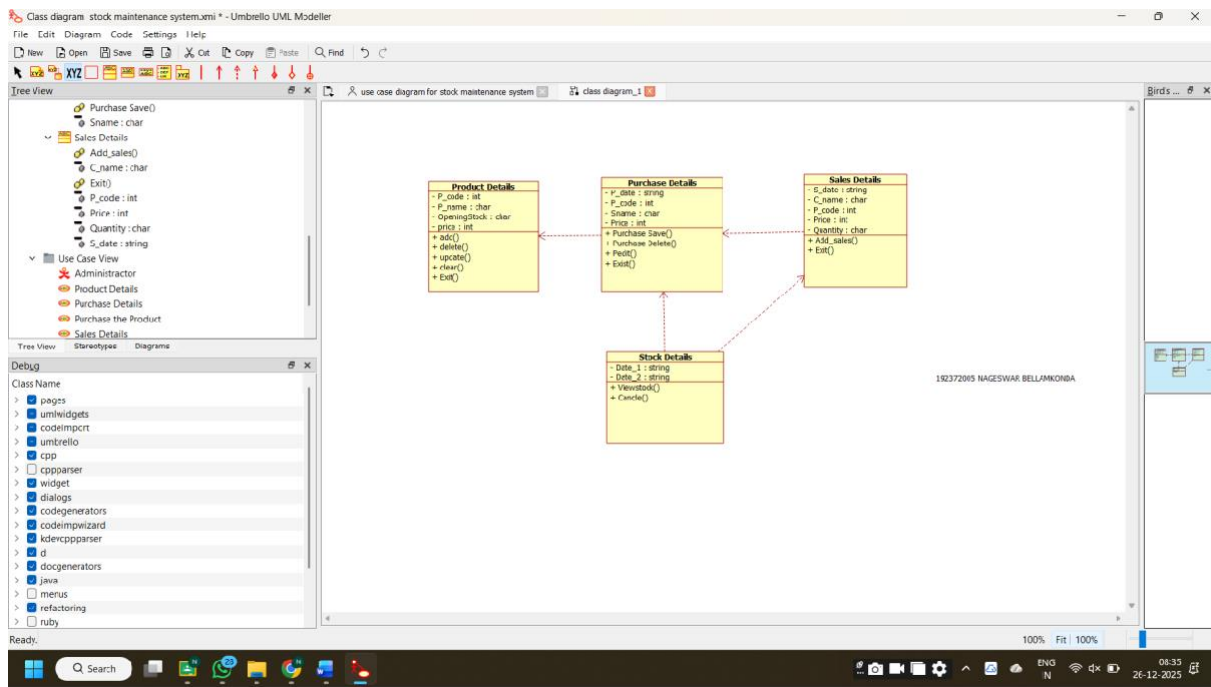 Class diagram stock maintenance system.xmi * - Umbrello UML Modeller
File Edit Diagram Code Settings Help
New Open Save Cut Copy Paste Find
XYZ
Tree View
use case diagram for stock maintenance system
class diagram_1
Birds ...
Purchase Save()
Sname : char
Sales Details
Add_sales()
C_name : char
Exit()
P_code : int
Price : int
Quantity : char
S_date : string
Use Case View
Administractor
Product Details
Purchase Details
Purchase the Product
Sales Details
Tree View Stereotypes Diagrams
Debug
Class Name
pages
umlwidgets
codeimport
umbrello
cpp
cppparser
widget
dialogs
codegenerators
codeimpwizard
kdevcppparser
d
docgenerators
java
menus
refactoring
ruby
Product Details
- P_code : int
- P_name : char
- OpeningStock : char
- price : int
+ add()
+ delete()
+ update()
+ clear()
+ Exit()
Purchase Details
- P_date : string
- P_code : int
- Sname : char
- Price : int
+ Purchase Save()
+ Purchase Delete()
+ Pedit()
+ Exist()
Sales Details
- S_date : string
- C_name : char
- P_code : int
- Price : int
- Quantity : char
+ Add_sales()
+ Exit()
Stock Details
- Date_1 : string
- Date_2 : string
+ Viewstock()
+ Cancle()
192372005 NAGESWAR BELLAMKONDA
Ready.
100% Fit 100%
Search
23
ENG
IN
08:35
26-12-2025